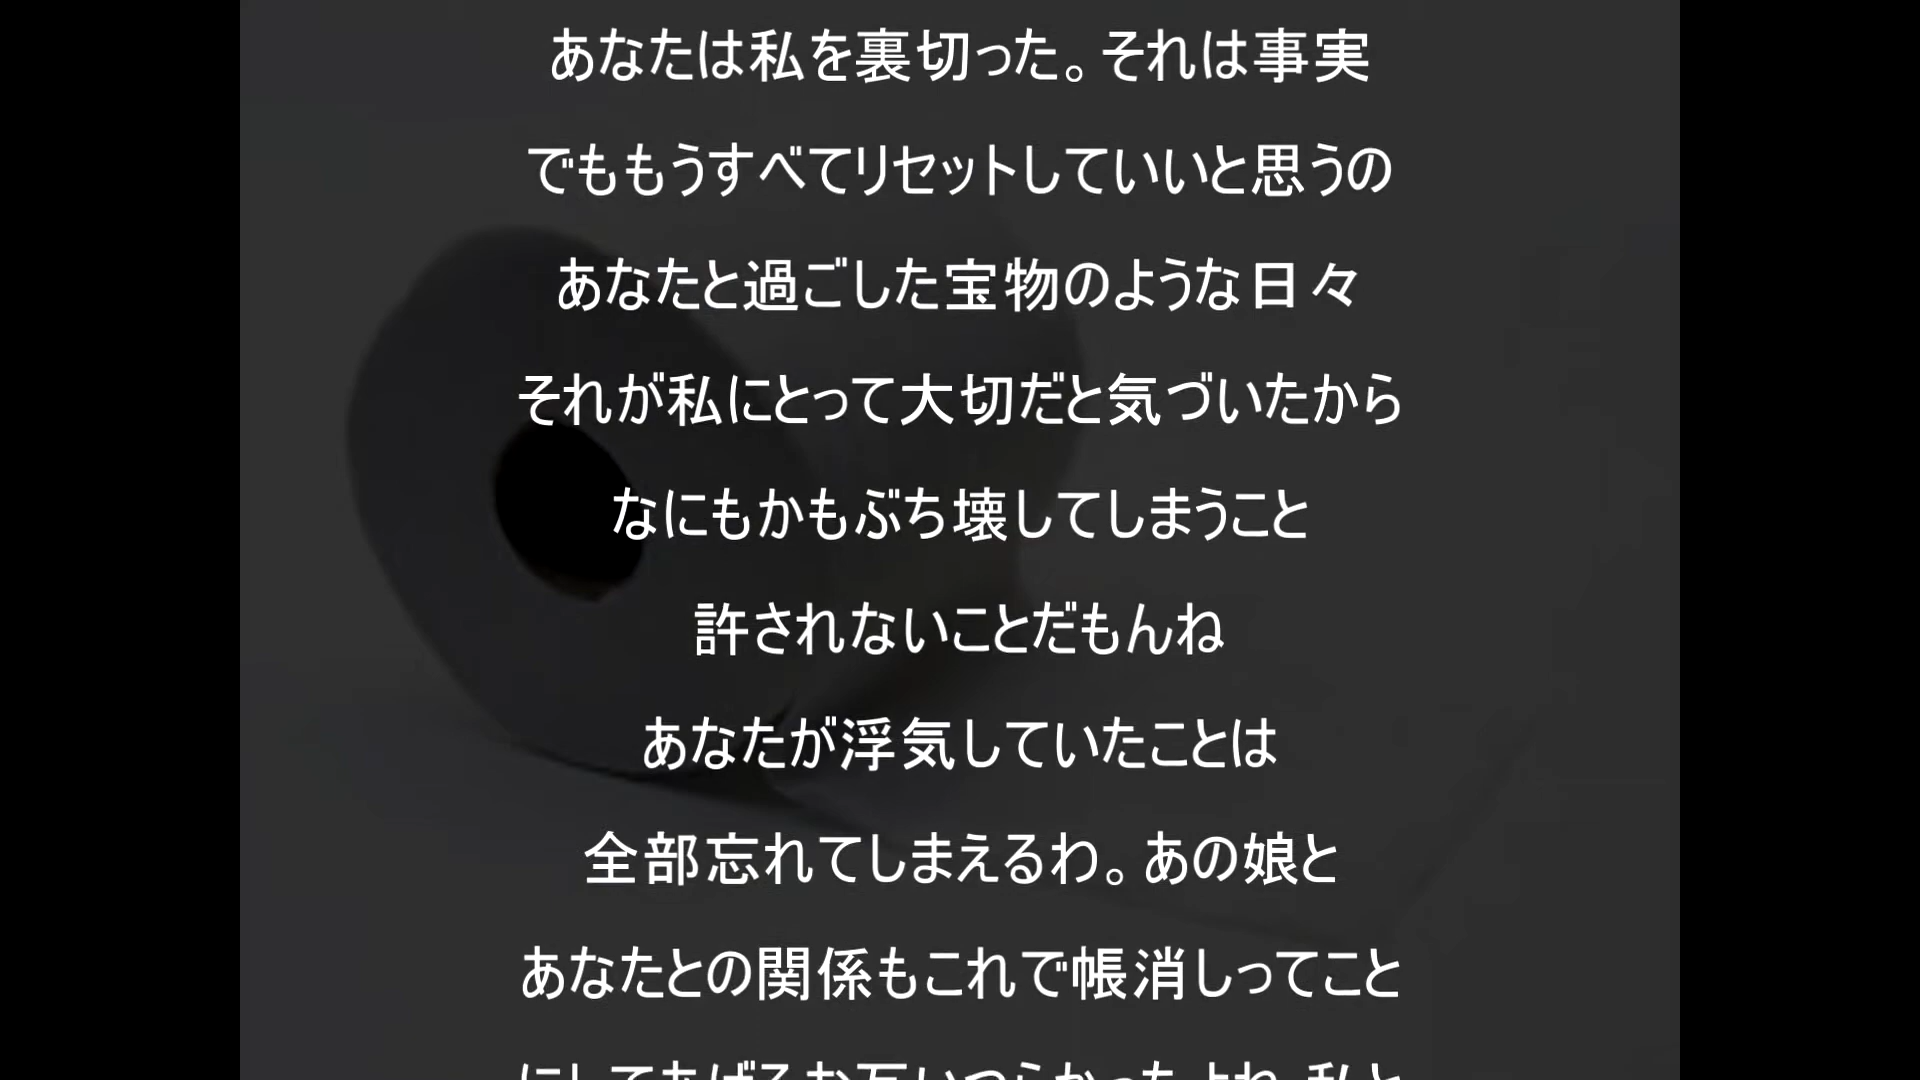 あなたは私を裏切った。それは事実
でももうすべてリセットしていいと思うの
あなたと過ごした宝物のような日々
それが私にとって大切だと気づいたから
なにもかもぶち壊してしまうこと
許されないことだもんね
あなたが浮気していたことは
全部忘れてしまえるわ。あの娘と
あなたとの関係もこれで帳消しってこと